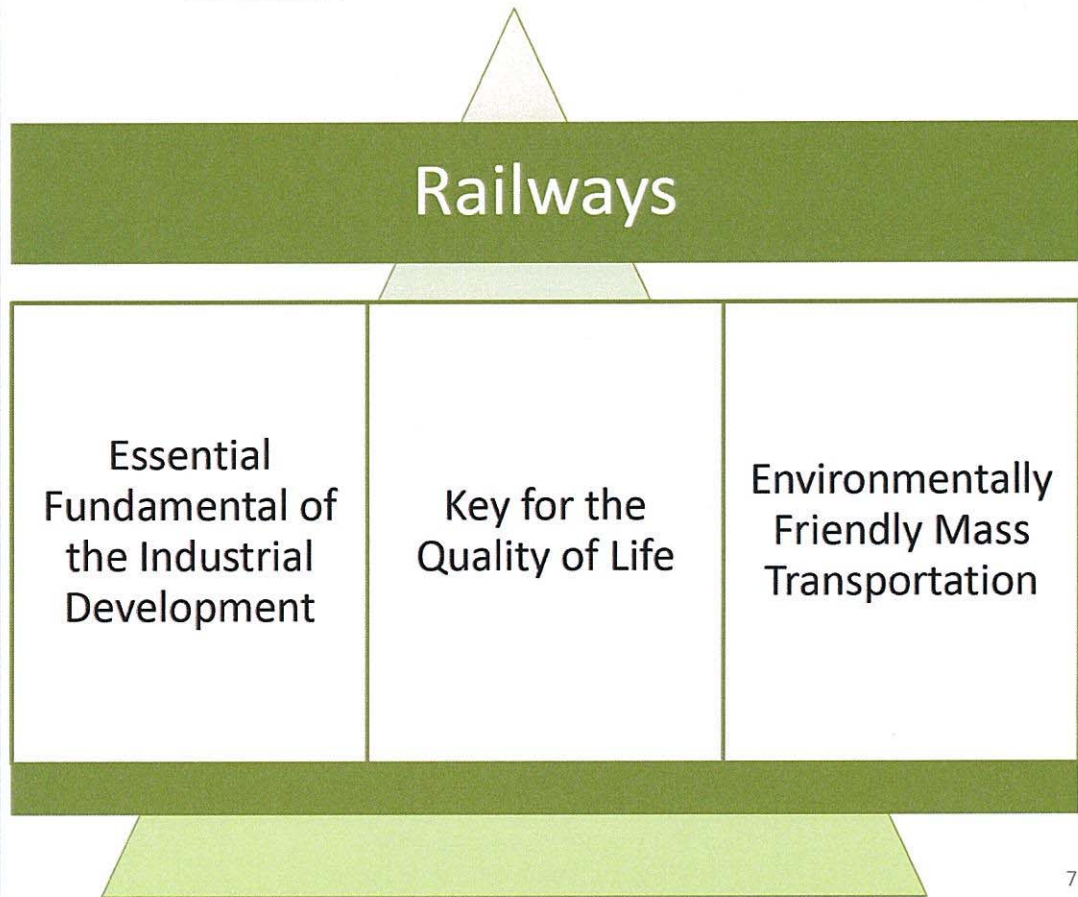 Railways
Essential
Fundamental of
the Industrial
Development
Key for the
Quality of Life
Environmentally
Friendly Mass
Transportation
7